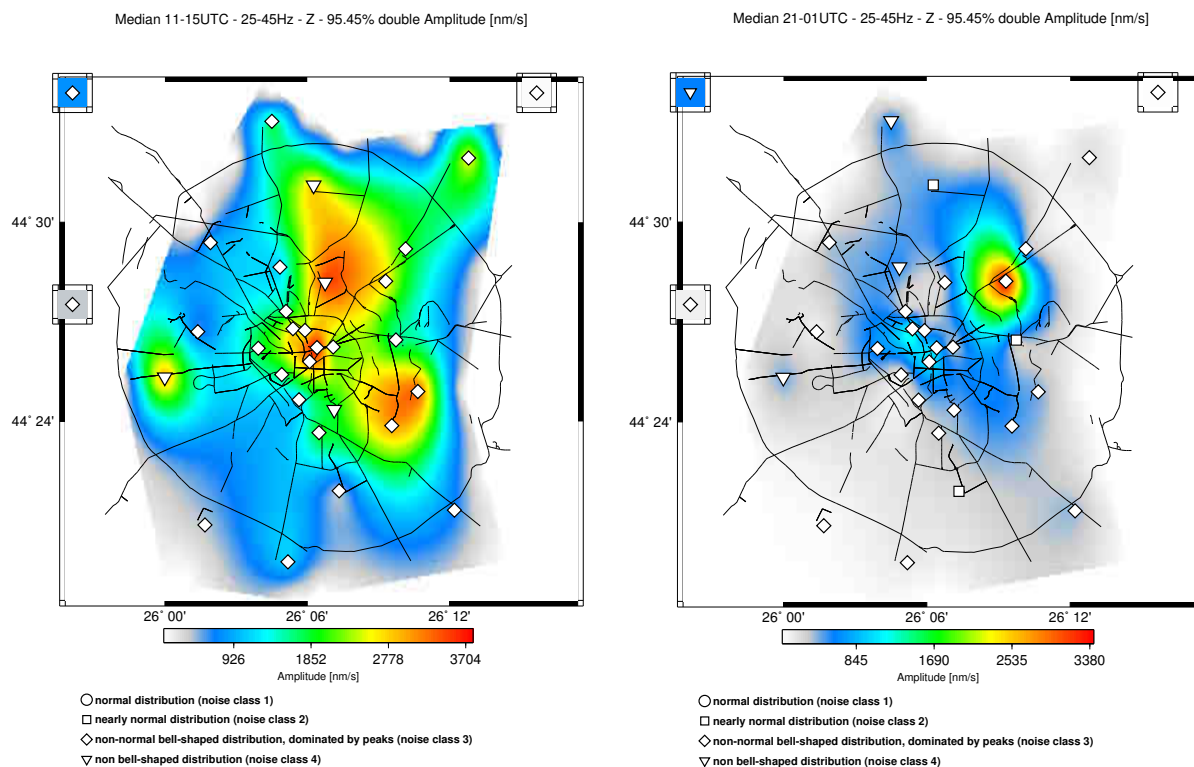 Median 11-15UTC - 25-45Hz - Z - 95.45% double Amplitude [nm/s]
44˚ 30'
44˚ 24'
26˚ 00'
26˚ 06'
26˚ 12'
926
1852
2778
3704
Amplitude [nm/s]
normal distribution (noise class 1)
nearly normal distribution (noise class 2)
non-normal bell-shaped distribution, dominated by peaks (noise class 3)
non bell-shaped distribution (noise class 4)
Median 21-01UTC - 25-45Hz - Z - 95.45% double Amplitude [nm/s]
44˚ 30'
44˚ 24'
26˚ 00'
26˚ 06'
26˚ 12'
845
1690
2535
3380
Amplitude [nm/s]
normal distribution (noise class 1)
nearly normal distribution (noise class 2)
non-normal bell-shaped distribution, dominated by peaks (noise class 3)
non bell-shaped distribution (noise class 4)